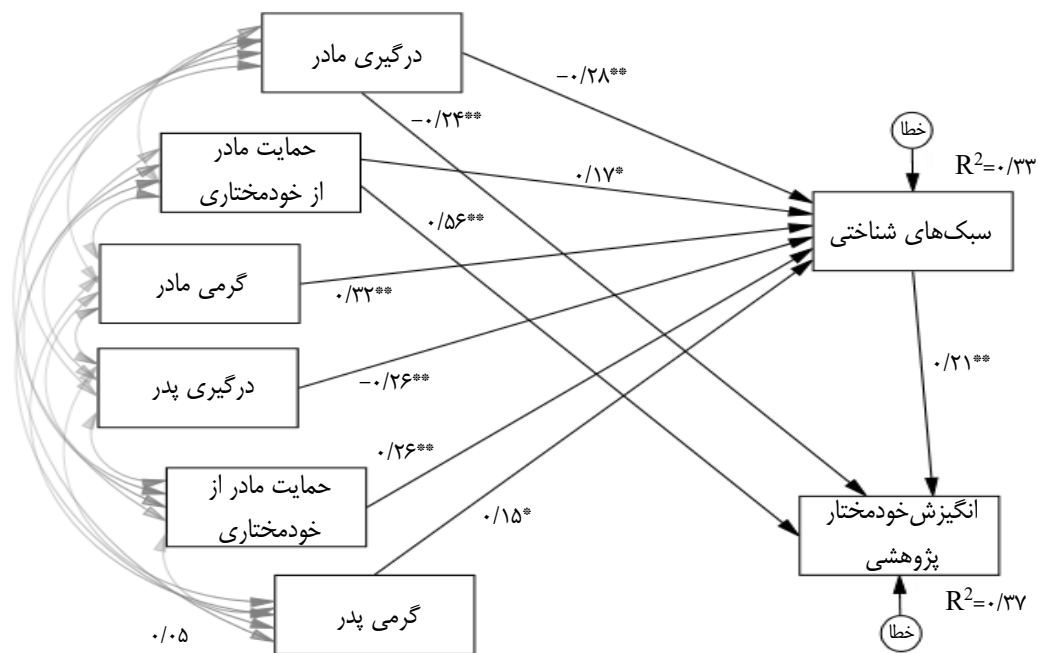 درگیری مادر
-۰/۲۸**
-۰/۲۴**
خطا
R²=۰/۳۳
حمایت مادر
از خودمختاری
۰/۱۷*
۰/۵۶**
سبک‌های شناختی
گرمی مادر
۰/۳۲**
درگیری پدر
-۰/۲۶**
۰/۲۱**
حمایت مادر از
خودمختاری
۰/۲۶**
۰/۱۵*
انگیزش‌خودمختار
پژوهشی
گرمی پدر
R²=۰/۳۷
خطا
۰/۰۵